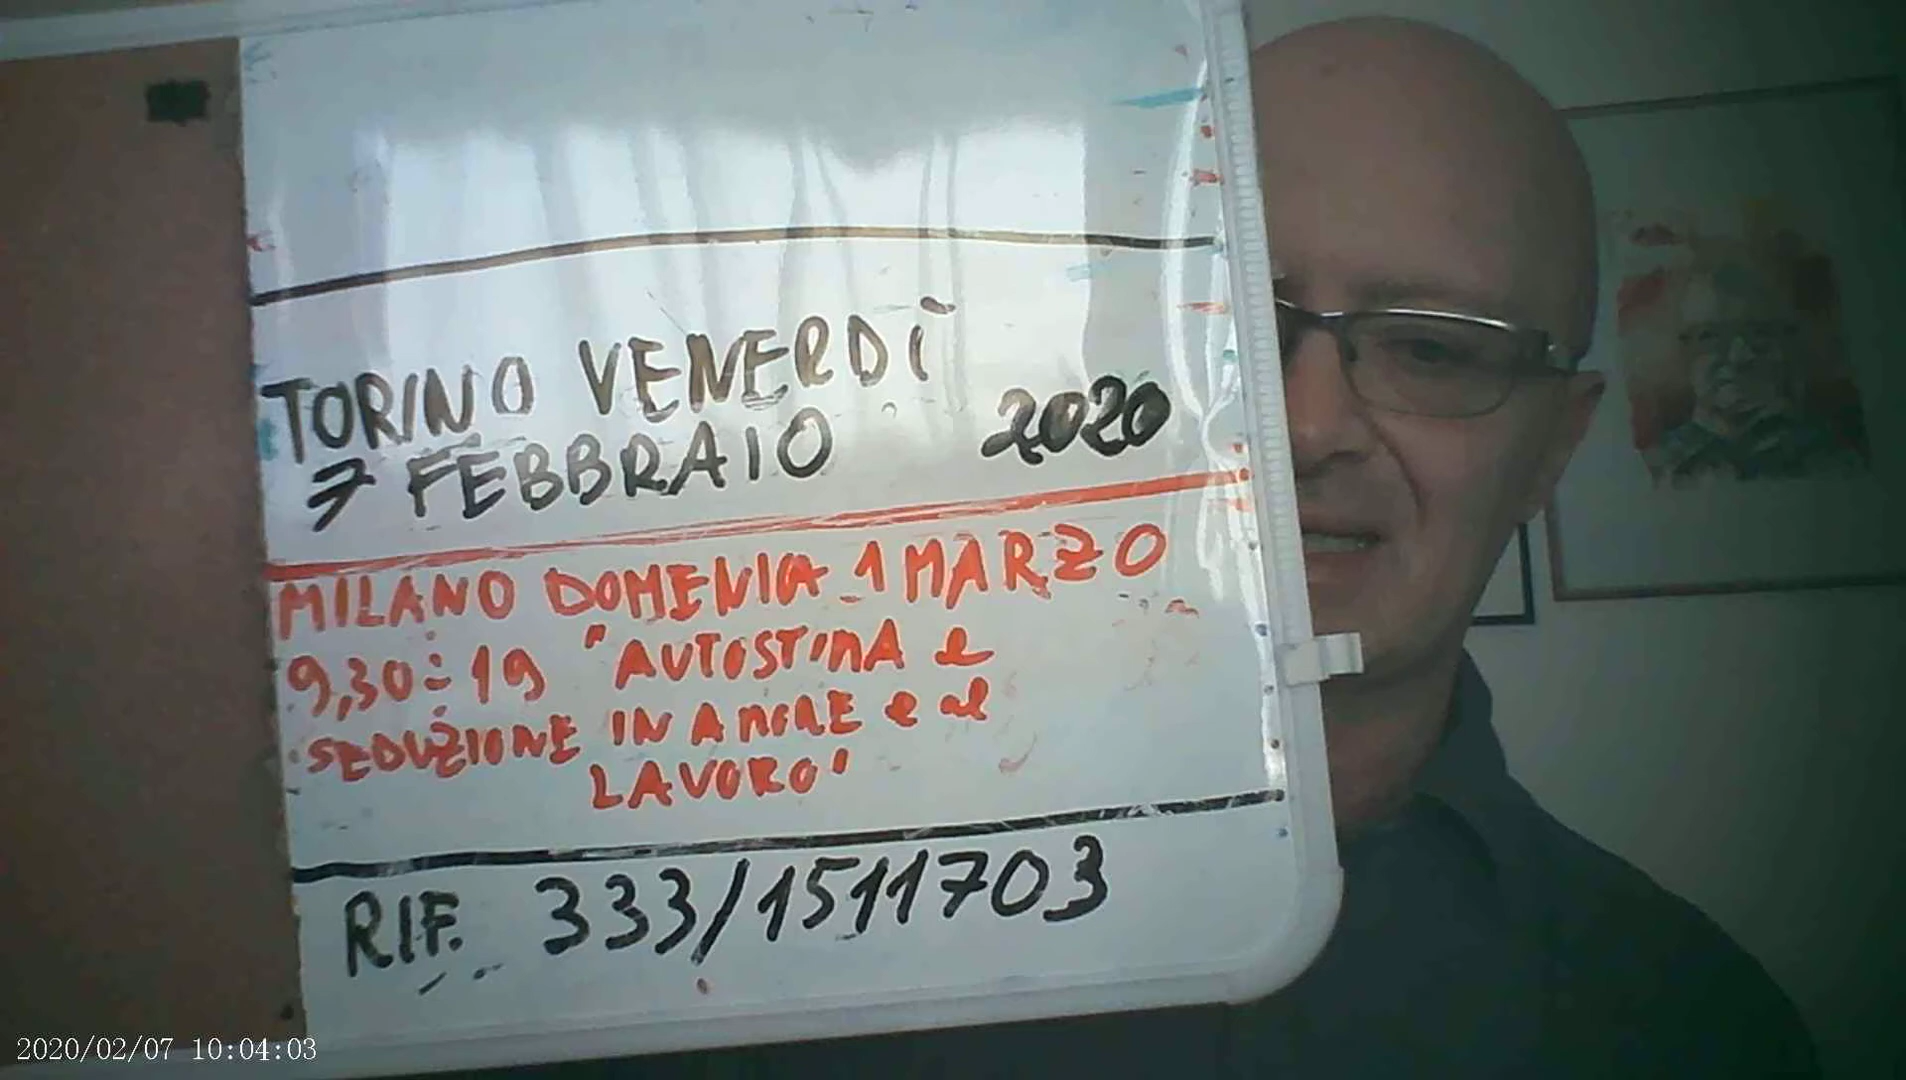 TORINO VENERDÌ
7 FEBBRAIO 2020
MILANO DOMENICA 1 MARZO
9,30÷19 "AUTOSTIMA e
SEDUZIONE IN AMORE e al
LAVORO"
RIF. 333/1511703
2020/02/07 10:04:03